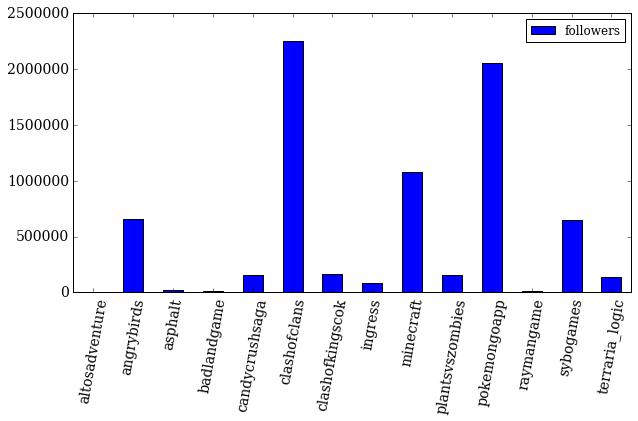 2500000
2000000
1500000
1000000
500000
0
followers
altosadventure
angrybirds
asphalt
badlandgame
candycrushsaga
clashofclans
clashofkingscok
ingress
minecraft
plantsvszombies
pokemongoapp
raymangame
sybogames
terraria_logic